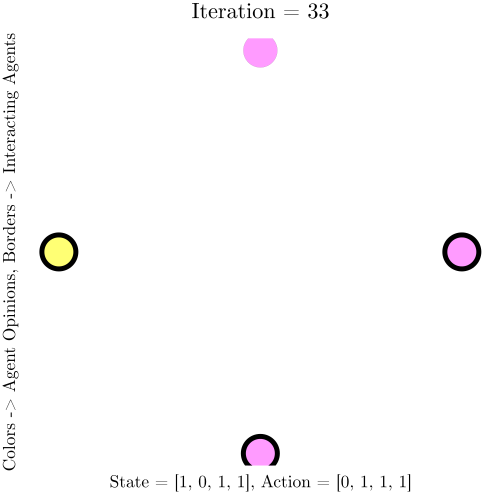 Iteration = 33
Colors -> Agent Opinions, Borders -> Interacting Agents
State = [1, 0, 1, 1], Action = [0, 1, 1, 1]